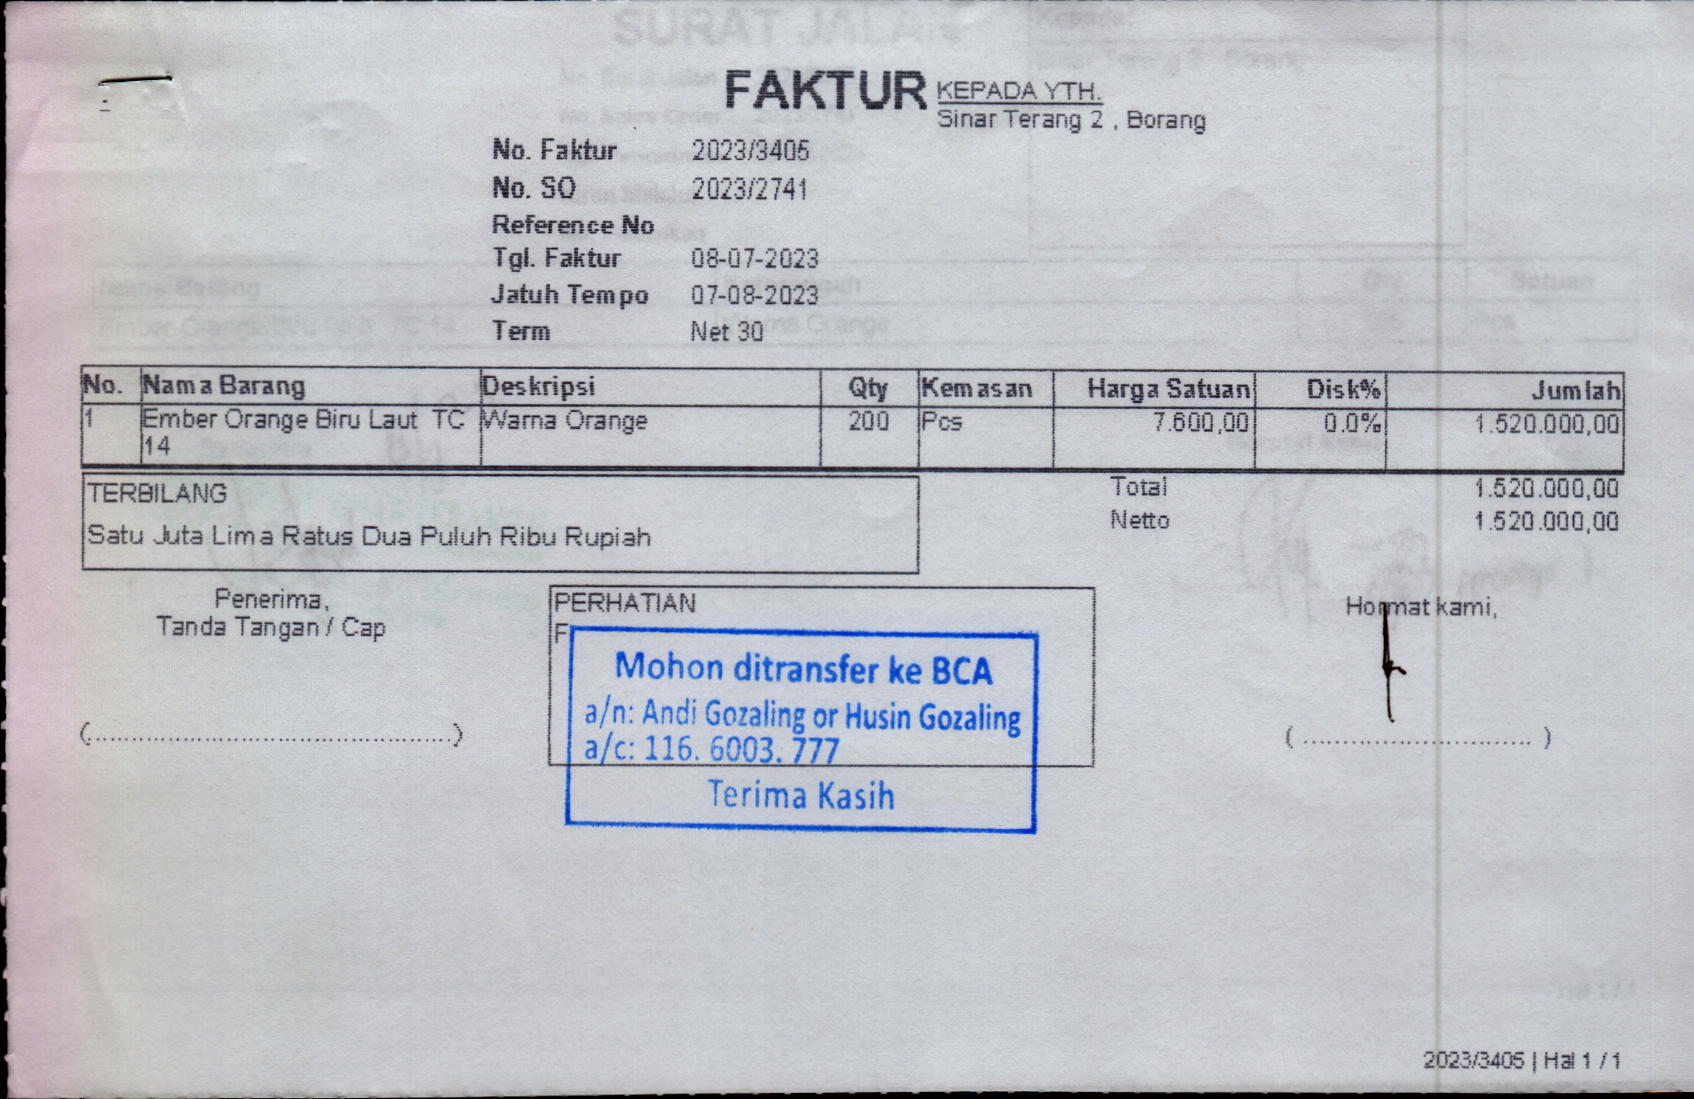 FAKTUR
KEPADA YTH.
Sinar Terang 2 , Borang
No. Faktur 2023/3405
No. SO 2023/2741
Reference No
Tgl. Faktur 08-07-2023
Jatuh Tempo 07-08-2023
Term Net 30
No. Nama Barang Deskripsi Qty Kemasan Harga Satuan Disk% Jumlah
1 Ember Orange Biru Laut TC 14 Warna Orange 200 Pcs 7.600,00 0.0% 1.520.000,00
TERBILANG
Satu Juta Lima Ratus Dua Puluh Ribu Rupiah
Total 1.520.000,00
Netto 1.520.000,00
Penerima,
Tanda Tangan / Cap
(................................................)
PERHATIAN
F
Mohon ditransfer ke BCA
a/n: Andi Gozaling or Husin Gozaling
a/c: 116. 6003. 777
Terima Kasih
Hormat kami,
( .............................. )
2023/3405 | Hal 1 / 1